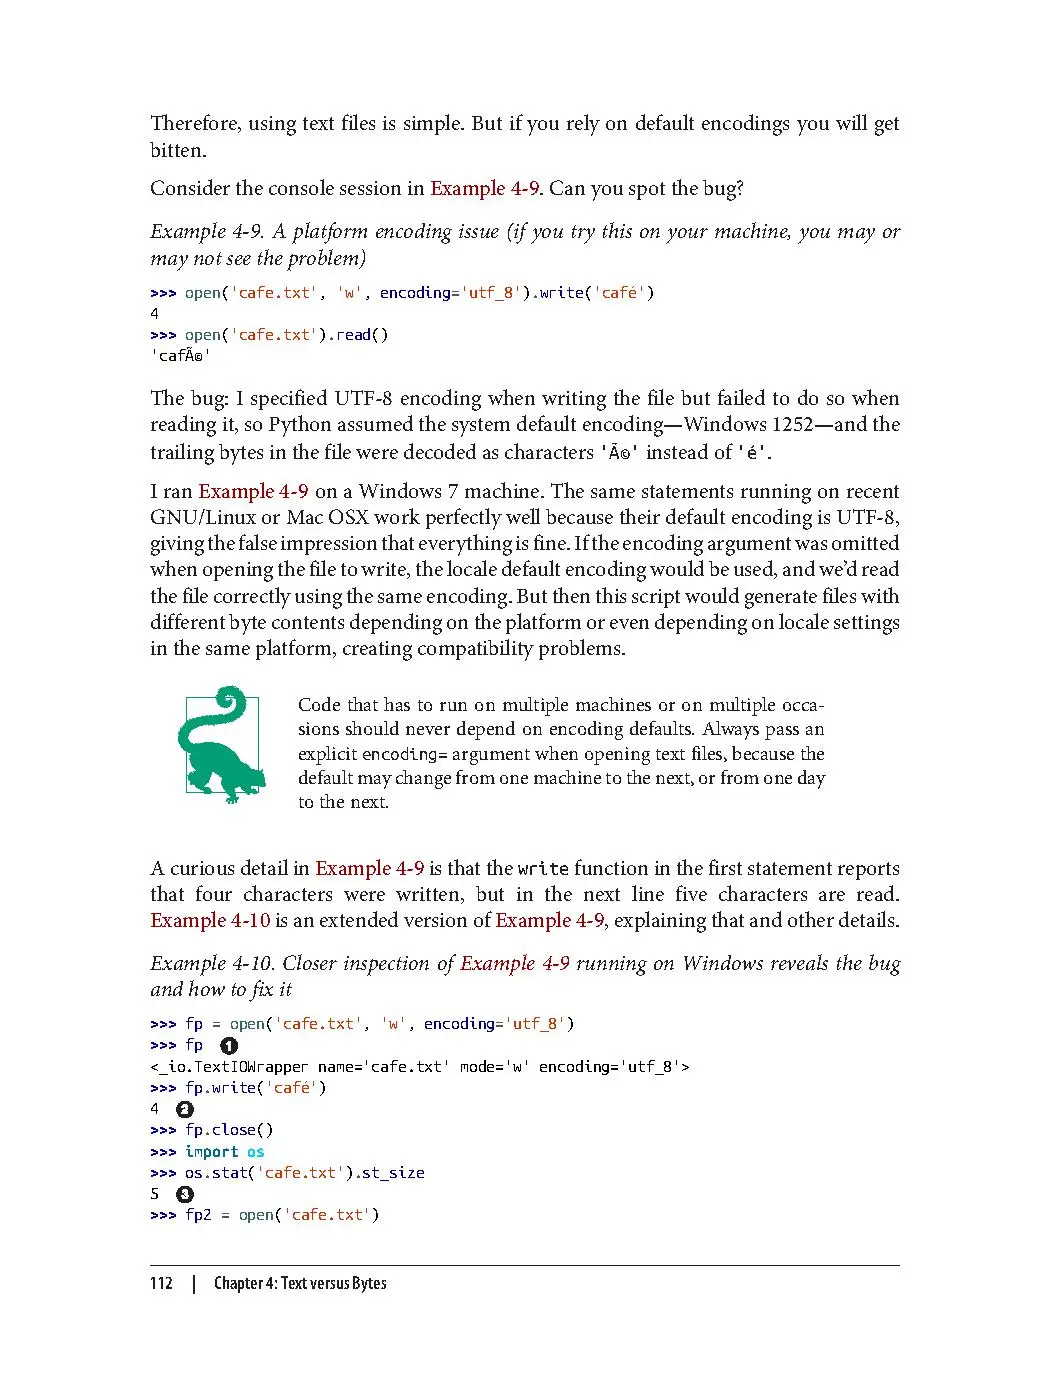 Therefore, using text files is simple. But if you rely on default encodings you will get
bitten.
Consider the console session in Example 4-9. Can you spot the bug?
Example 4-9. A platform encoding issue (if you try this on your machine, you may or
may not see the problem)
>>> open('cafe.txt', 'w', encoding='utf_8').write('café')
4
>>> open('cafe.txt').read()
'cafÃ©'
The bug: I specified UTF-8 encoding when writing the file but failed to do so when
reading it, so Python assumed the system default encoding—Windows 1252—and the
trailing bytes in the file were decoded as characters 'Ã©' instead of 'é'.
I ran Example 4-9 on a Windows 7 machine. The same statements running on recent
GNU/Linux or Mac OSX work perfectly well because their default encoding is UTF-8,
giving the false impression that everything is fine. If the encoding argument was omitted
when opening the file to write, the locale default encoding would be used, and we’d read
the file correctly using the same encoding. But then this script would generate files with
different byte contents depending on the platform or even depending on locale settings
in the same platform, creating compatibility problems.
Code that has to run on multiple machines or on multiple occa-
sions should never depend on encoding defaults. Always pass an
explicit encoding= argument when opening text files, because the
default may change from one machine to the next, or from one day
to the next.
A curious detail in Example 4-9 is that the write function in the first statement reports
that four characters were written, but in the next line five characters are read.
Example 4-10 is an extended version of Example 4-9, explaining that and other details.
Example 4-10. Closer inspection of Example 4-9 running on Windows reveals the bug
and how to fix it
>>> fp = open('cafe.txt', 'w', encoding='utf_8')
>>> fp ❶
<_io.TextIOWrapper name='cafe.txt' mode='w' encoding='utf_8'>
>>> fp.write('café')
4 ❷
>>> fp.close()
>>> import os
>>> os.stat('cafe.txt').st_size
5 ❸
>>> fp2 = open('cafe.txt')
112 | Chapter 4: Text versus Bytes